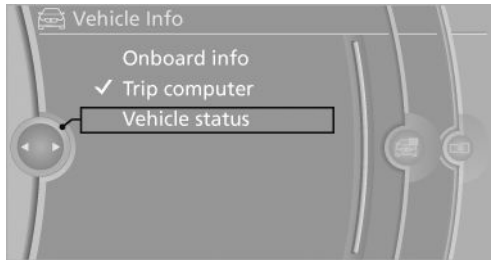 Vehicle Info
Onboard info
Trip computer
Vehicle status